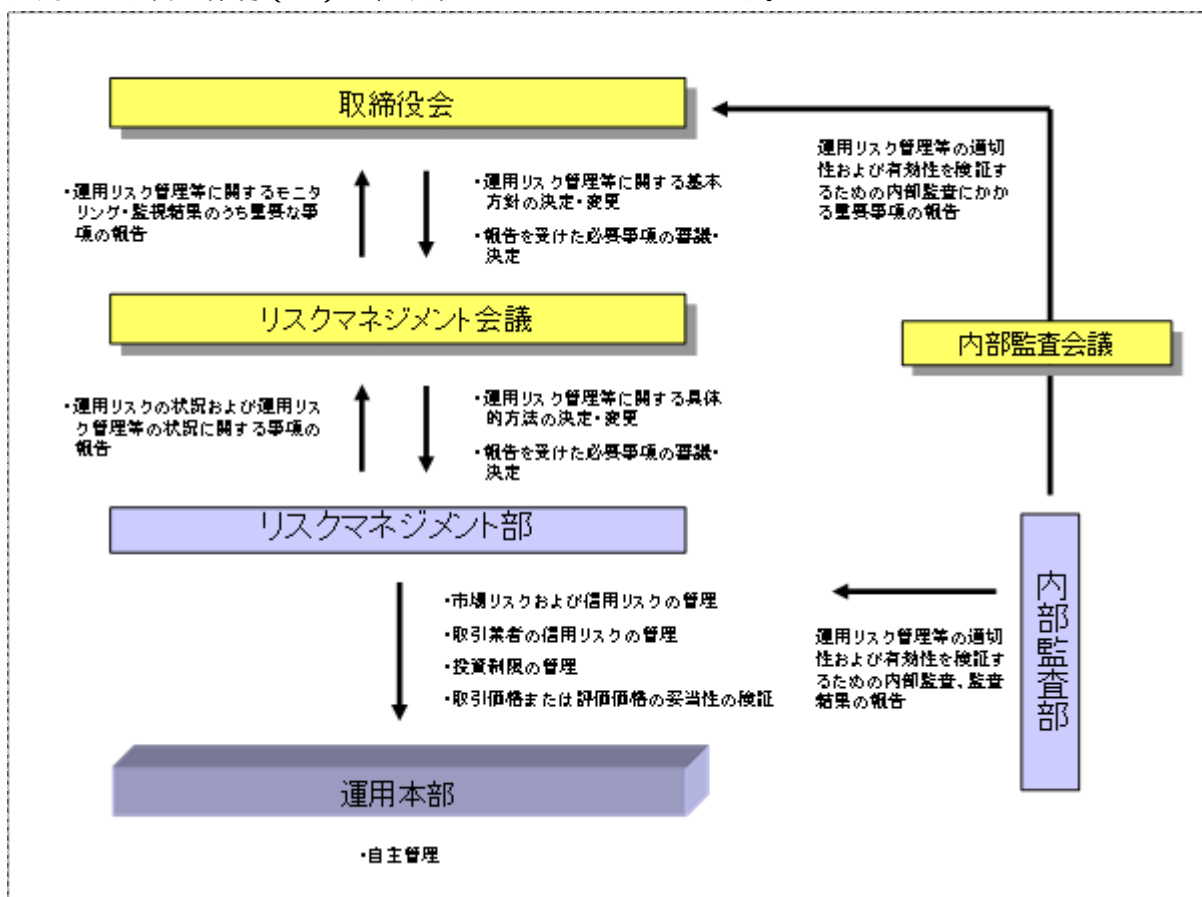 取締役会
・運用リスク管理等に関するモニ
タリング・監視結果のうち重要な事
項の報告
・運用リスク管理等に関する基本
方針の決定・変更
・報告を受けた必要事項の審議・
決定
運用リスク管理等の適切
性および有効性を検証す
るための内部監査にかか
る重要事項の報告
リスクマネジメント会議
内部監査会議
・運用リスクの状況および運用リス
ク管理等の状況に関する事項の
報告
・運用リスク管理等に関する具体
的方法の決定・変更
・報告を受けた必要事項の審議・
決定
リスクマネジメント部
内部監査部
・市場リスクおよび信用リスクの管理
・取引業者の信用リスクの管理
・投資制限の管理
・取引価格または評価価格の妥当性の検証
運用リスク管理等の適切
性および有効性を検証す
るための内部監査、監査
結果の報告
運用本部
・自主管理